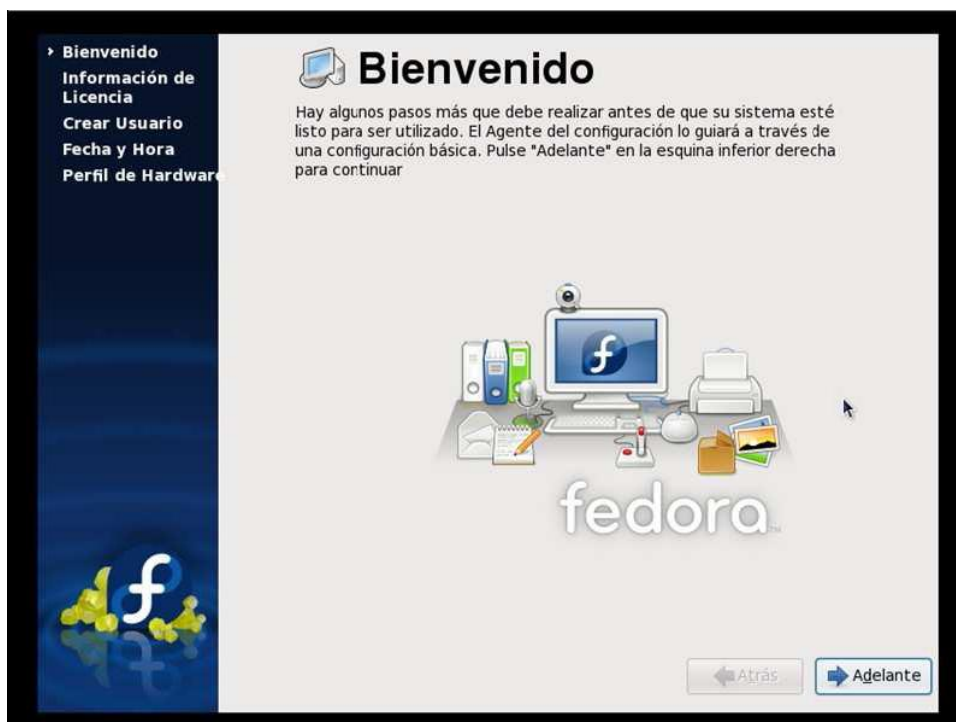 Bienvenido
Información de
Licencia
Crear Usuario
Fecha y Hora
Perfil de Hardware
Bienvenido
Hay algunos pasos más que debe realizar antes de que su sistema esté
listo para ser utilizado. El Agente del configuración lo guiará a través de
una configuración básica. Pulse "Adelante" en la esquina inferior derecha
para continuar
fedora™
Atrás
Adelante